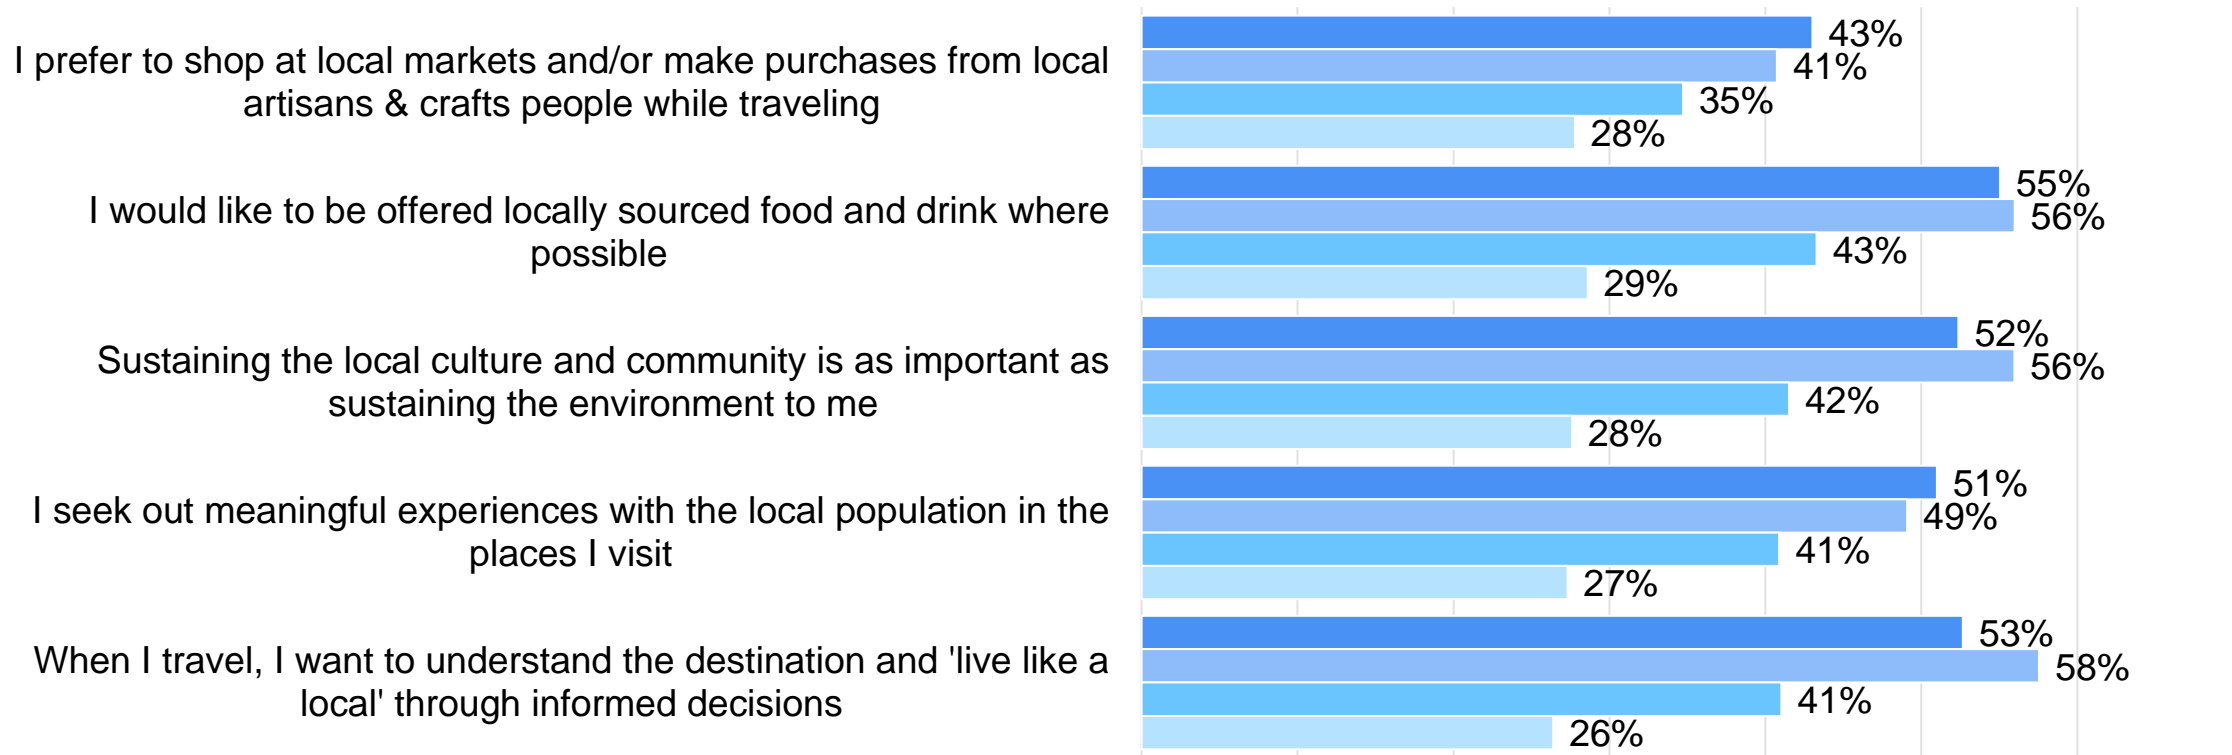 I prefer to shop at local markets and/or make purchases from local
artisans & crafts people while traveling
43%
41%
35%
28%
I would like to be offered locally sourced food and drink where
possible
55%
56%
43%
29%
Sustaining the local culture and community is as important as
sustaining the environment to me
52%
56%
42%
28%
I seek out meaningful experiences with the local population in the
places I visit
51%
49%
41%
27%
When I travel, I want to understand the destination and 'live like a
local' through informed decisions
53%
58%
41%
26%